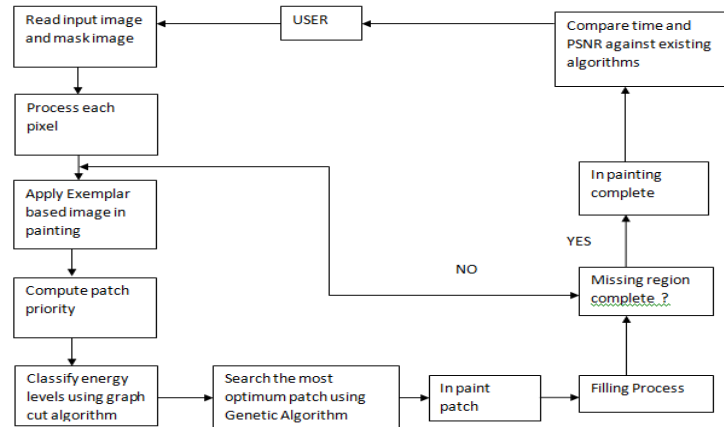 Read input image
and mask image
USER
Compare time and
PSNR against existing
algorithms
Process each
pixel
In painting
complete
Apply Exemplar
based image in
painting
YES
NO
Missing region
complete ?
Compute patch
priority
Classify energy
levels using graph
cut algorithm
Search the most
optimum patch using
Genetic Algorithm
In paint
patch
Filling Process